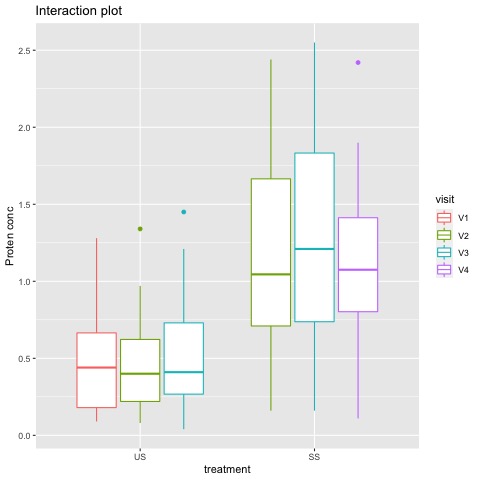 Interaction plot
2.5
2.0
1.5
1.0
0.5
0.0
Proten conc
US
SS
treatment
visit
V1
V2
V3
V4